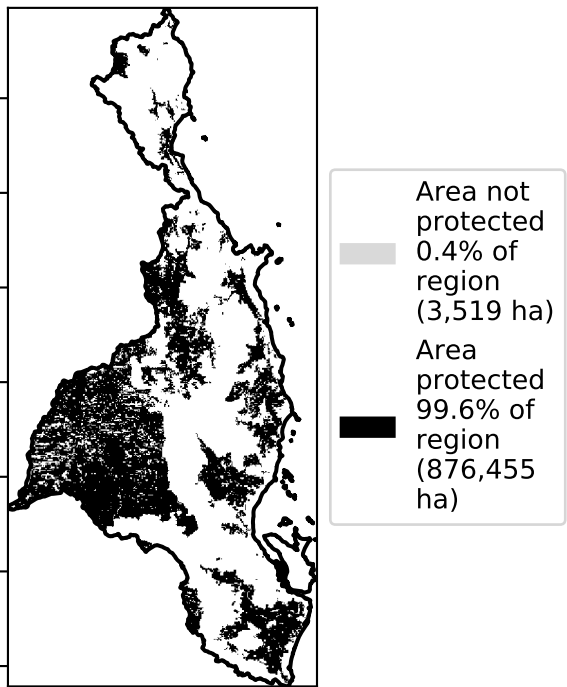 Area not
protected
0.4% of
region
(3,519 ha)
Area
protected
99.6% of
region
(876,455
ha)